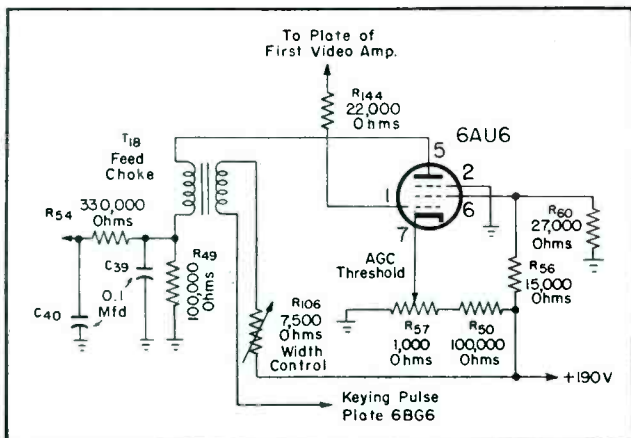 To Plate of
First Video Amp.
R144
22,000
Ohms
6AU6
T18
Feed
Choke
5
2
1
6
7
R54
330,000
Ohms
C39
R49
100,000
Ohms
C40
0.1
Mfd
AGC
Threshold
R60
27,000
Ohms
R56
15,000
Ohms
R106
7,500
Ohms
Width
Control
R57
1,000
Ohms
R50
100,000
Ohms
+190V
Keying Pulse
Plate 6BG6